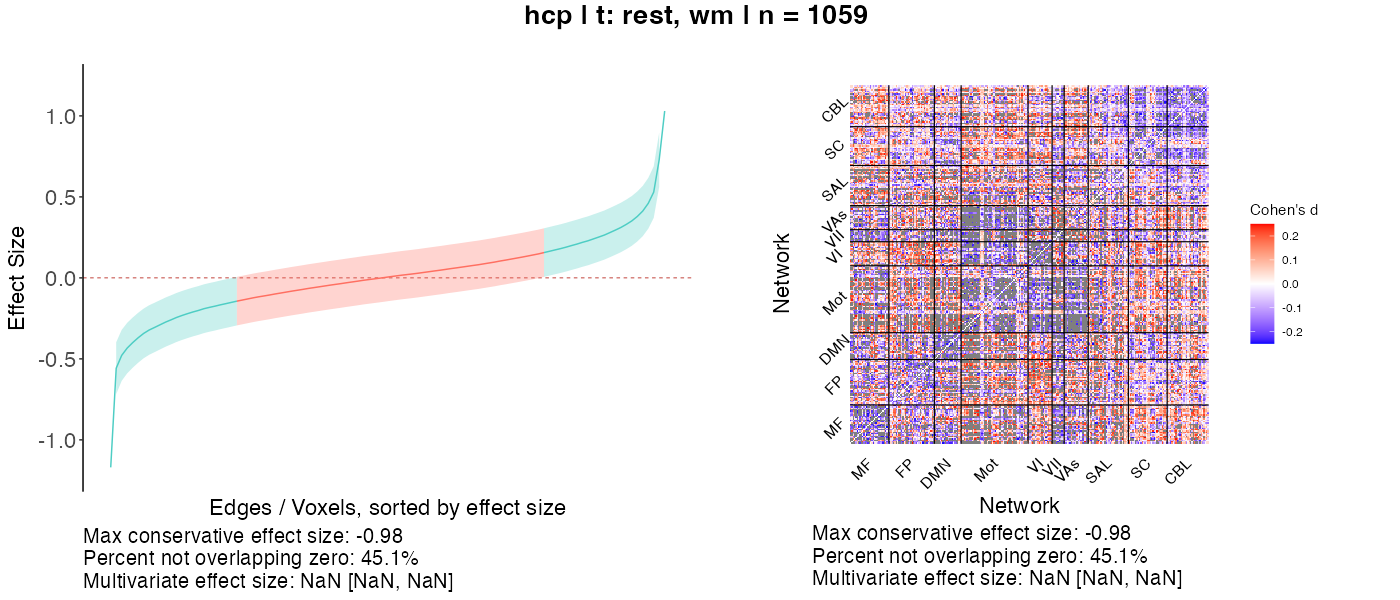 hcp | t: rest, wm | n = 1059
Effect Size
1.0
0.5
0.0
-0.5
-1.0
Edges / Voxels, sorted by effect size
Max conservative effect size: -0.98
Percent not overlapping zero: 45.1%
Multivariate effect size: NaN [NaN, NaN]
Network
CBL
SC
SAL
VAs
VII
VI
Mot
DMN
FP
MF
MF
FP
DMN
Mot
VI
VII
VAs
SAL
SC
CBL
Network
Max conservative effect size: -0.98
Percent not overlapping zero: 45.1%
Multivariate effect size: NaN [NaN, NaN]
Cohen's d
0.2
0.1
0.0
-0.1
-0.2